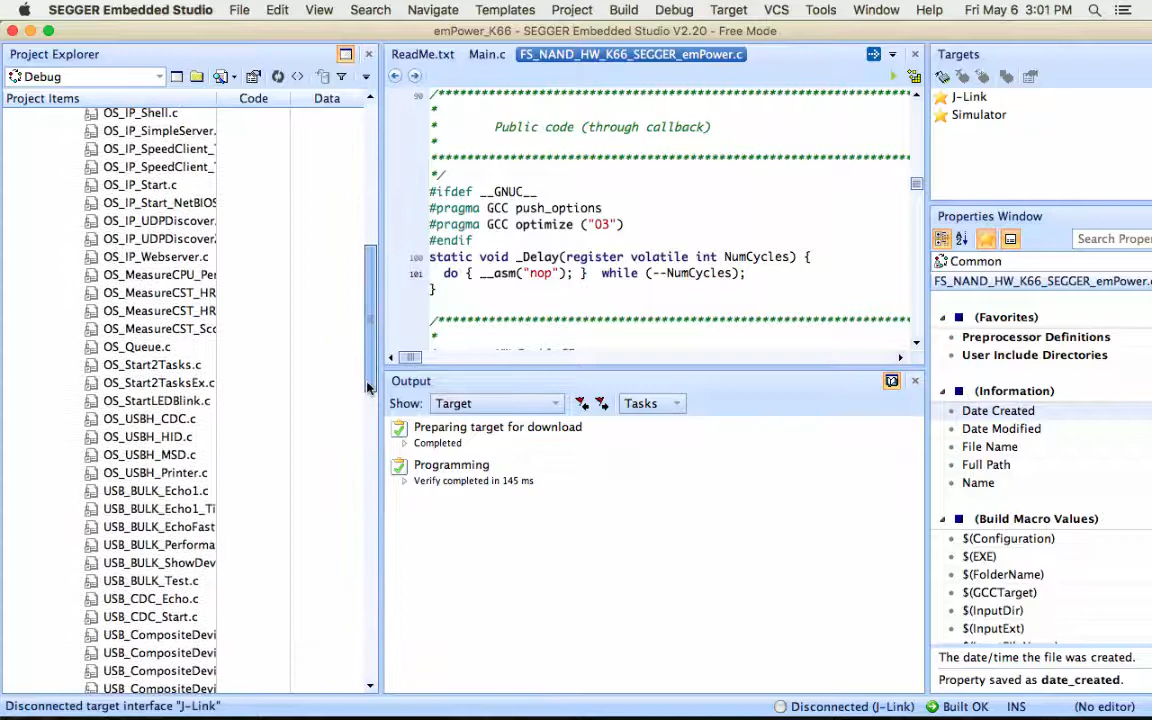 SEGGER Embedded Studio File Edit View Search Navigate Templates Project Build Debug Target VCS Tools Window Help Fri May 6 3:01 PM
emPower_K66 - SEGGER Embedded Studio V2.20 - Free Mode
Project Explorer
Debug
Project Items Code Data
OS_IP_Shell.c
OS_IP_SimpleServer.
OS_IP_SpeedClient_
OS_IP_SpeedClient_
OS_IP_Start.c
OS_IP_Start_NetBIOS
OS_IP_UDPDiscover.
OS_IP_UDPDiscover
OS_IP_Webserver.c
OS_MeasureCPU_Per
OS_MeasureCST_HR
OS_MeasureCST_HR
OS_MeasureCST_Sco
OS_Queue.c
OS_Start2Tasks.c
OS_Start2TasksEx.c
OS_StartLEDBlink.c
OS_USBH_CDC.c
OS_USBH_HID.c
OS_USBH_MSD.c
OS_USBH_Printer.c
USB_BULK_Echo1.c
USB_BULK_Echo1_Ti
USB_BULK_EchoFast
USB_BULK_Performa
USB_BULK_ShowDev
USB_BULK_Test.c
USB_CDC_Echo.c
USB_CDC_Start.c
USB_CompositeDevi
USB_CompositeDevi
USB_CompositeDevi
USB_CompositeDevi
ReadMe.txt Main.c FS_NAND_HW_K66_SEGGER_emPower.c
90 /*********************************************************************
*
* Public code (through callback)
*
**********************************************************************
*/
#ifdef __GNUC__
#pragma GCC push_options
#pragma GCC optimize ("O3")
#endif
100 static void _Delay(register volatile int NumCycles) {
101 do { __asm("nop"); } while (--NumCycles);
}
/*********************************************************************
*
Output
Show: Target Tasks
Preparing target for download
Completed
Programming
Verify completed in 145 ms
Targets
J-Link
Simulator
Properties Window
Search Proper
Common
FS_NAND_HW_K66_SEGGER_emPower.
(Favorites)
Preprocessor Definitions
User Include Directories
(Information)
Date Created
Date Modified
File Name
Full Path
Name
(Build Macro Values)
$(Configuration)
$(EXE)
$(FolderName)
$(GCCTarget)
$(InputDir)
$(InputExt)
The date/time the file was created.
Property saved as date_created.
Disconnected target interface "J-Link" Disconnected (J-Link) Built OK INS (No editor)